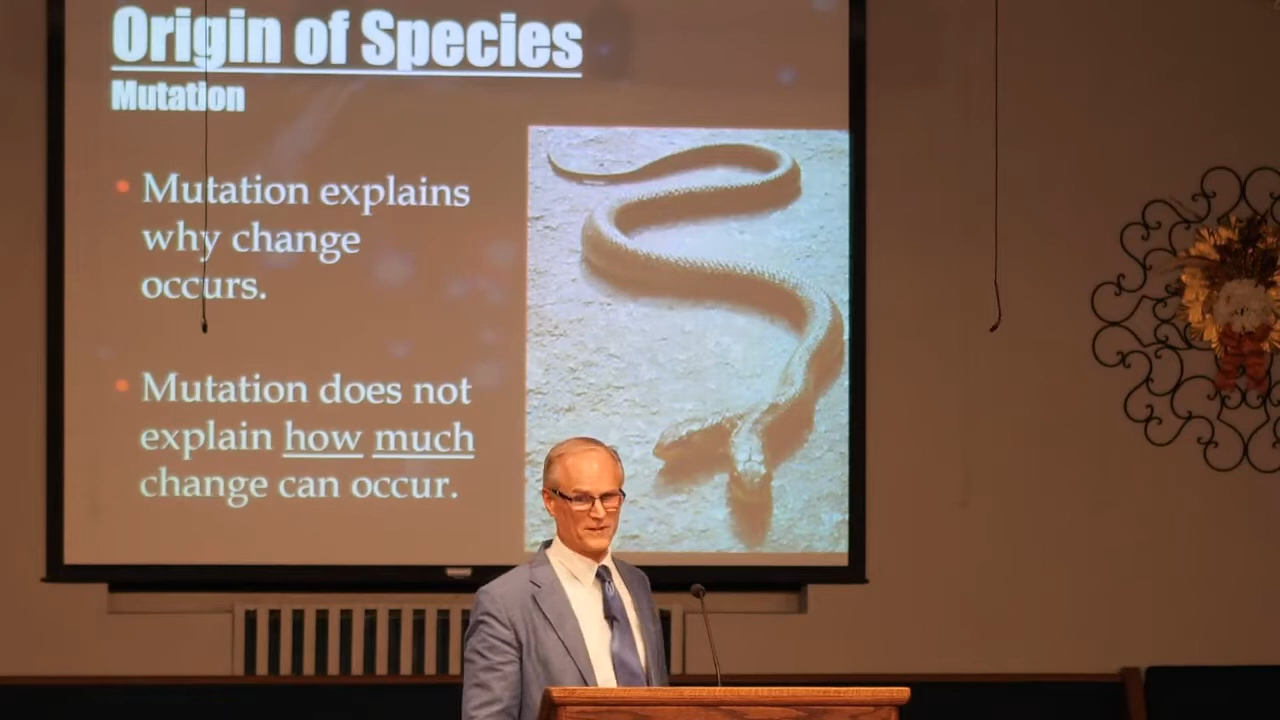 Origin of Species
Mutation
Mutation explains
why change
occurs.
Mutation does not
explain how much
change can occur.